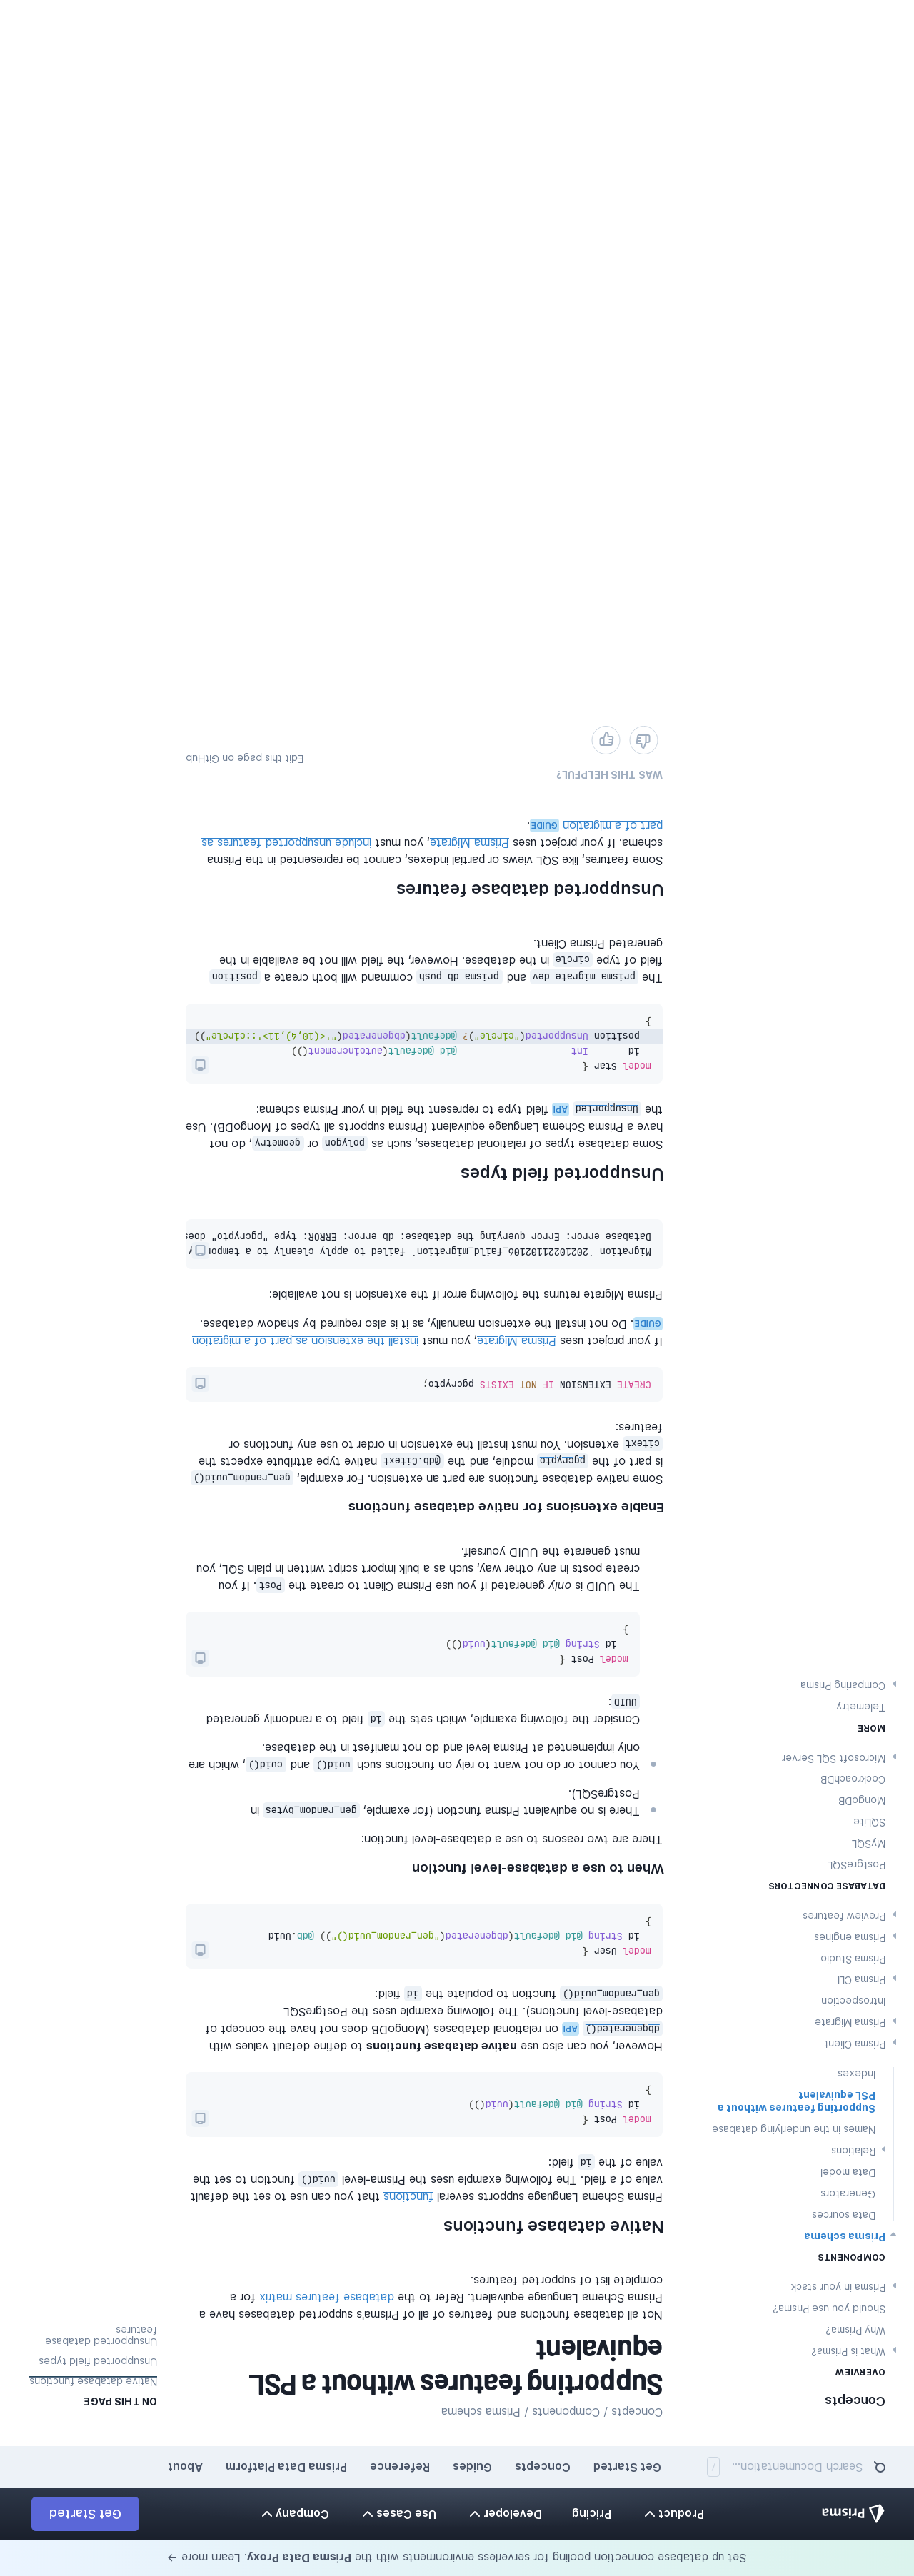 Set up database connection pooling for serverless environments with the Prisma Data Proxy. Learn more →
Prisma
Product
Pricing
Developer
Use Cases
Company
Get Started
Search Documentation...
/
Get Started
Concepts
Guides
Reference
Prisma Data Platform
About
Concepts
OVERVIEW
What is Prisma?
Why Prisma?
Should you use Prisma?
Prisma in your stack
COMPONENTS
Prisma schema
Data sources
Generators
Data model
Relations
Names in the underlying database
Supporting features without a
PSL equivalent
Indexes
Prisma Client
Prisma Migrate
Introspection
Prisma CLI
Prisma Studio
Prisma engines
Preview features
DATABASE CONNECTORS
PostgreSQL
MySQL
SQLite
MongoDB
CockroachDB
Microsoft SQL Server
MORE
Telemetry
Comparing Prisma
Concepts / Components / Prisma schema
Supporting features without a PSL
equivalent
Not all database functions and features of all of Prisma's supported databases have a
Prisma Schema Language equivalent. Refer to the database features matrix for a
complete list of supported features.
Native database functions
Prisma Schema Language supports several functions that you can use to set the default
value of a field. The following example uses the Prisma-level uuid() function to set the
value of the id field:
model Post {
id String @id @default(uuid())
}
However, you can also use native database functions to define default values with
dbgenerated() API on relational databases (MongoDB does not have the concept of
database-level functions). The following example use the PostgreSQL
gen_random_uuid() function to populate the id field:
model User {
id String @id @default(dbgenerated("gen_random_uuid()")) @db.Uuid
}
When to use a database-level function
There are two reasons to use a database-level function:
There is no equivalent Prisma function (for example, gen_random_bytes in
PostgreSQL).
You cannot or do not want to rely on functions such uuid() and cuid(), which are
only implemented at Prisma level and do not manifest in the database.
Consider the following example, which sets the id field to a randomly generated
UUID:
model Post {
id String @id @default(uuid())
}
The UUID is only generated if you use Prisma Client to create the Post. If you
create posts in any other way, such as a bulk import script written in plain SQL, you
must generate the UUID yourself.
Enable extensions for native database functions
Some native database functions are part an extension. For example, gen_random_uuid()
is part of the pgcrypto module, and the @db.Citext native type attribute expects the
citext extension. You must install the extension in order to use any functions or
features:
CREATE EXTENSION IF NOT EXISTS pgcrypto;
If your project uses Prisma Migrate, you must install the extension as part of a migration
GUIDE. Do not install the extension manually, as it is also required by shadow database.
Prisma Migrate returns the following error if the extension is not available:
Migration `20210221102106_failed_migration` failed to apply cleanly to a tempor
Database error: Error querying the database: db error: ERROR: type "pgcrypto" does
Unsupported field types
Some database types of relational databases, such as polygon or geometry, do not
have a Prisma Schema Language equivalent (Prisma supports all types of MongoDB). Use
the Unsupported API field type to represent the field in your Prisma schema:
model Star {
id Int @id @default(autoincrement())
position Unsupported("circle")? @default(dbgenerated("'<(10,4),11>'::circle"))
}
The prisma migrate dev and prisma db push command will both create a position
field of type circle in the database. However, the field will not be available in the
generated Prisma Client.
Unsupported database features
Some features, like SQL views or partial indexes, cannot be represented in the Prisma
schema. If your project uses Prisma Migrate, you must include unsupported features as
part of a migration GUIDE.
WAS THIS HELPFUL?
Edit this page on GitHub
ON THIS PAGE
Native database functions
Unsupported field types
Unsupported database
features